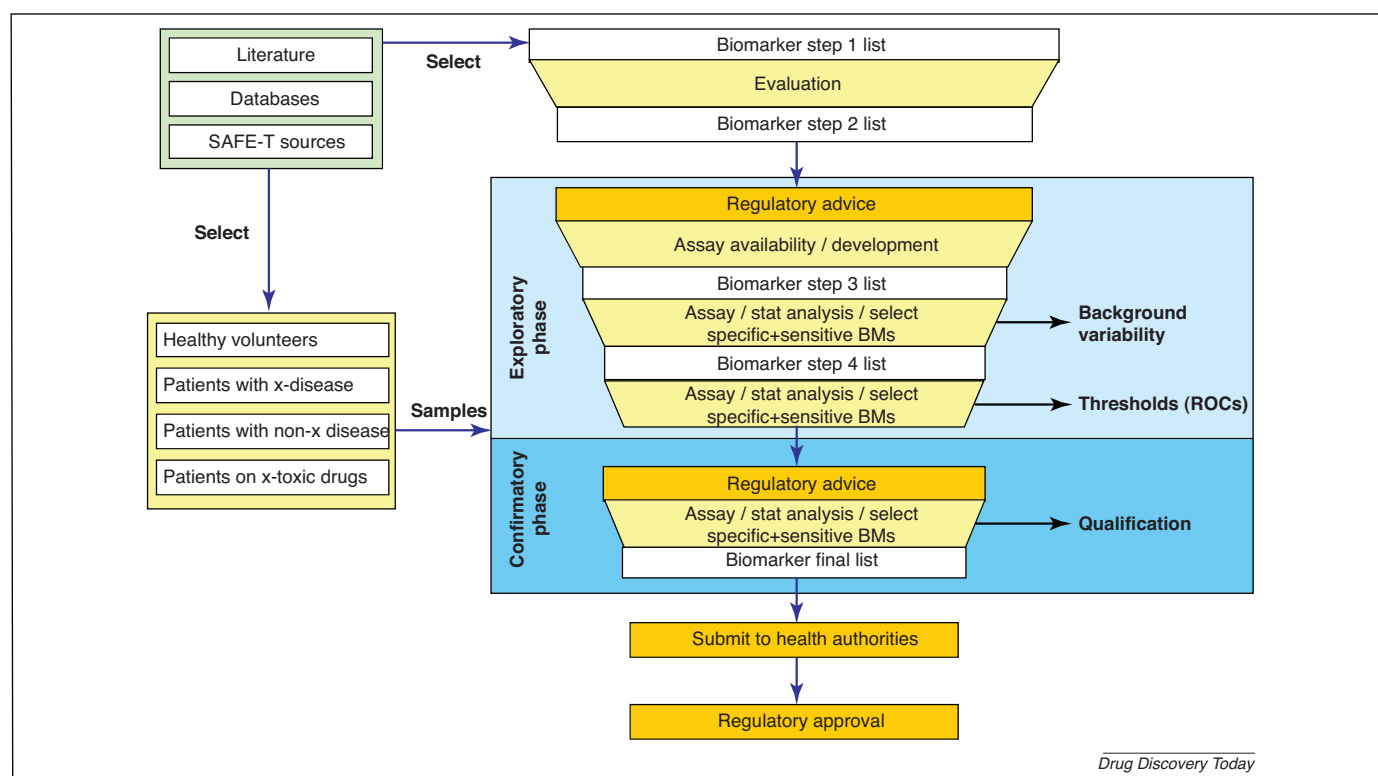 Literature
Databases
SAFE-T sources
Select
Biomarker step 1 list
Evaluation
Biomarker step 2 list
Select
Healthy volunteers
Patients with x-disease
Patients with non-x disease
Patients on x-toxic drugs
Samples
Exploratory
phase
Regulatory advice
Assay availability / development
Biomarker step 3 list
Assay / stat analysis / select
specific+sensitive BMs
Background
variability
Biomarker step 4 list
Assay / stat analysis / select
specific+sensitive BMs
Thresholds (ROCs)
Confirmatory
phase
Regulatory advice
Assay / stat analysis / select
specific+sensitive BMs
Qualification
Biomarker final list
Submit to health authorities
Regulatory approval
Drug Discovery Today